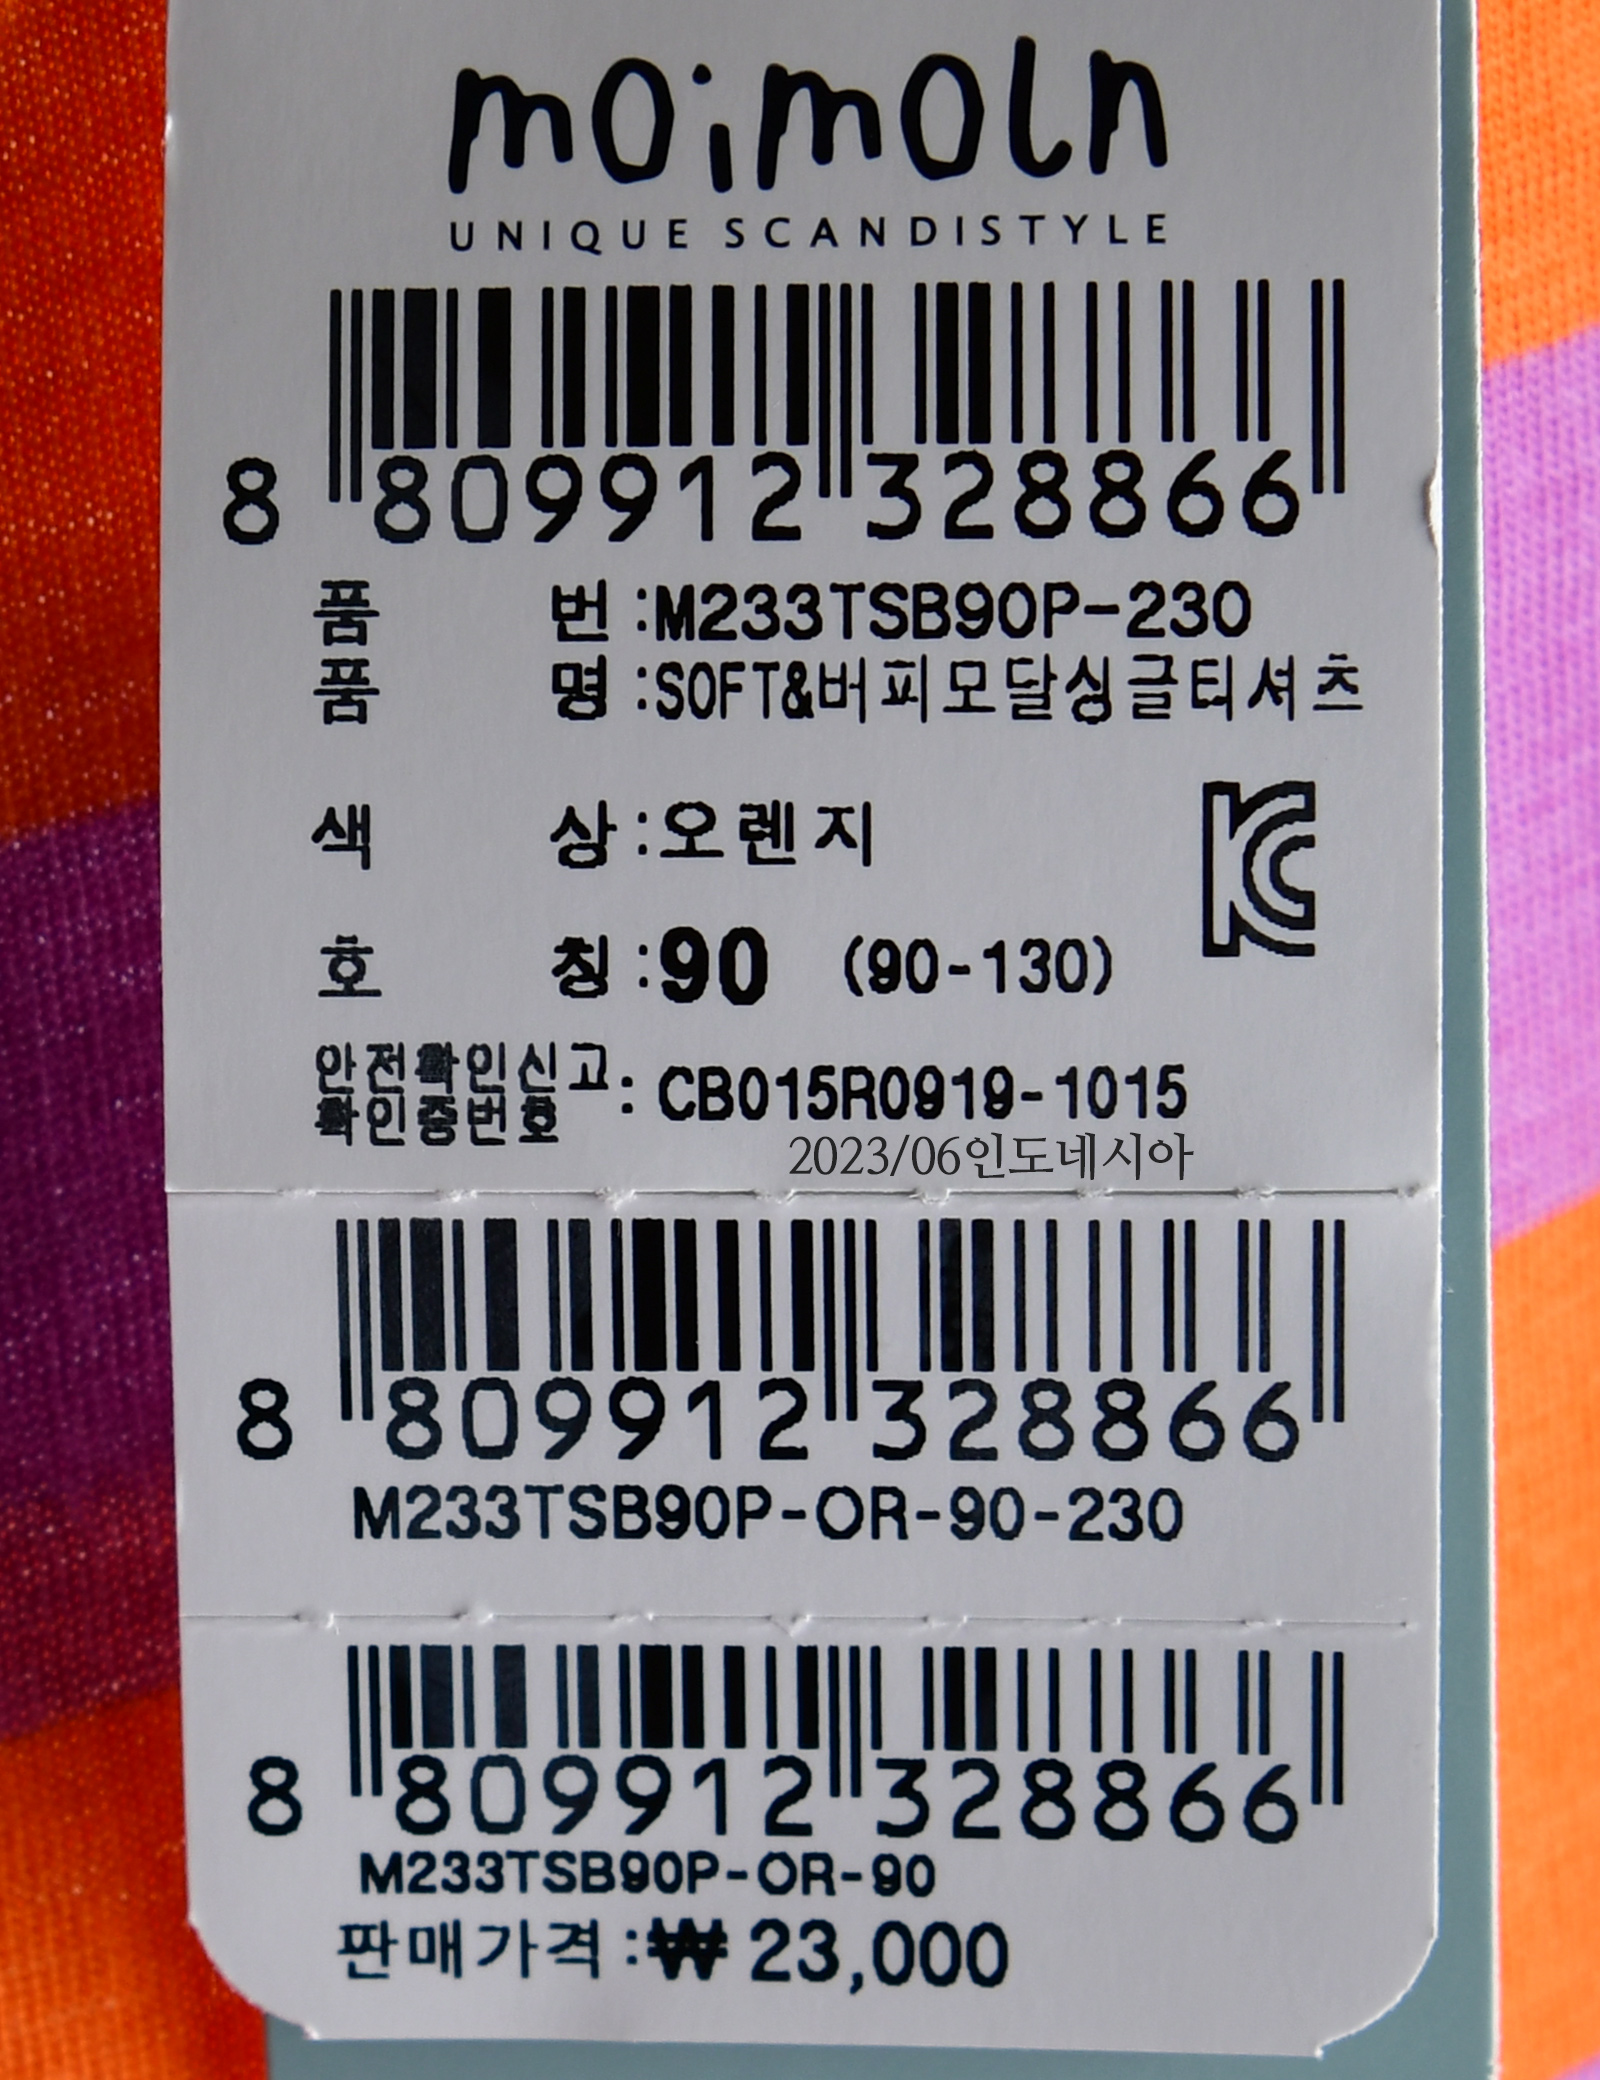 moimoln
UNIQUE SCANDISTYLE
8 809912 328866
품 번 :M233TSB90P-230
품 명 :SOFT&버피모달싱글티셔츠
색 상 :오렌지
호 칭 :90 (90-130)
안전확인신고
확인증번호 : CB015R0919-1015
2023/06인도네시아
8 809912 328866
M233TSB90P-OR-90-230
8 809912 328866
M233TSB90P-OR-90
판매가격 :₩ 23,000